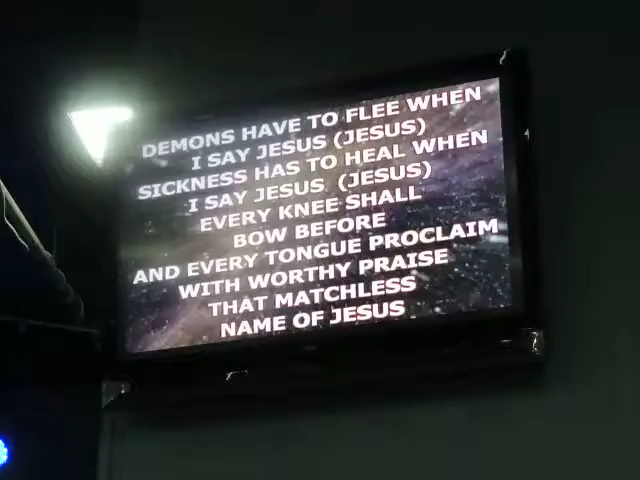 DEMONS HAVE TO FLEE WHEN
I SAY JESUS (JESUS)
SICKNESS HAS TO HEAL WHEN
I SAY JESUS (JESUS)
EVERY KNEE SHALL
BOW BEFORE
AND EVERY TONGUE PROCLAIM
WITH WORTHY PRAISE
THAT MATCHLESS
NAME OF JESUS